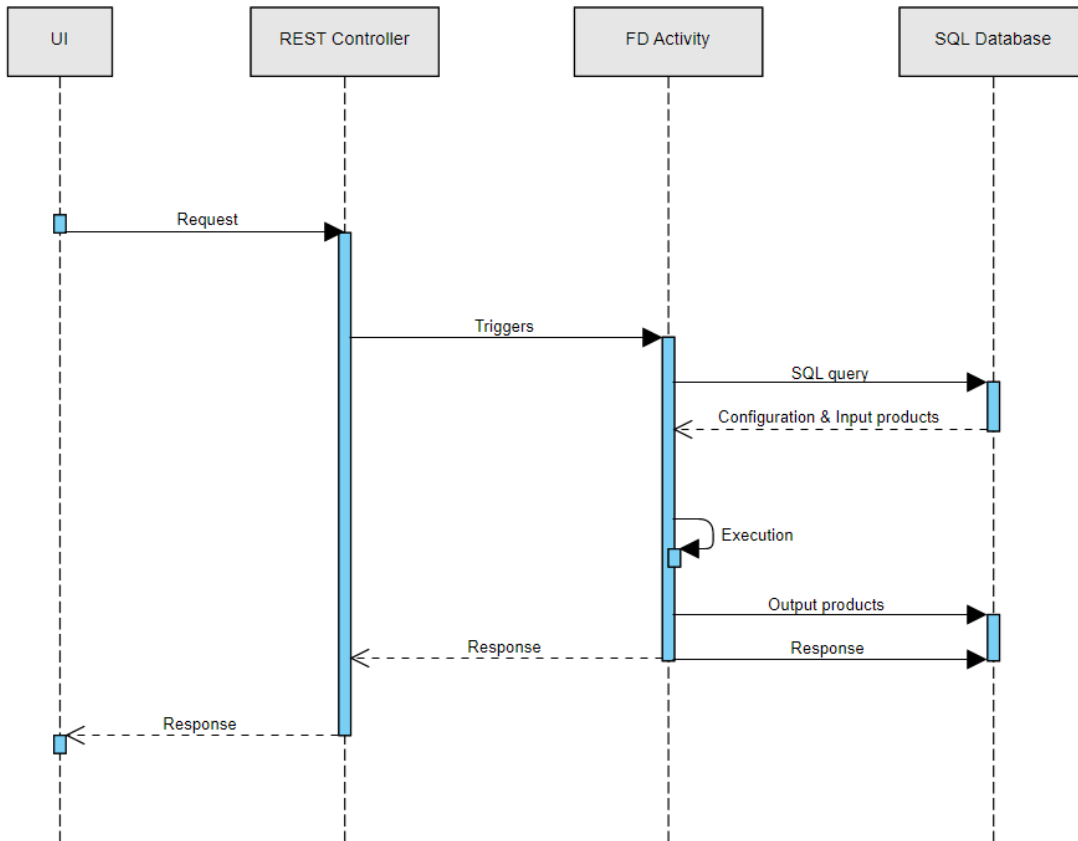 UI
REST Controller
FD Activity
SQL Database
Request
Triggers
SQL query
Configuration & Input products
Execution
Output products
Response
Response
Response